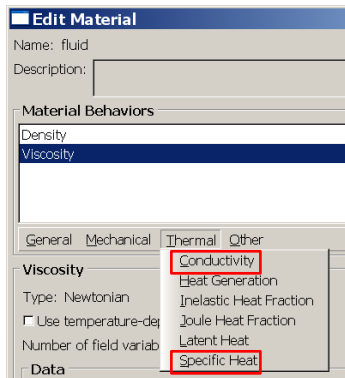 Edit Material
Name: fluid
Description:
Material Behaviors
Density
Viscosity
General Mechanical Thermal Other
Conductivity
Heat Generation
Inelastic Heat Fraction
Joule Heat Fraction
Latent Heat
Specific Heat
Viscosity
Type: Newtonian
Use temperature-dep
Number of field variab
Data